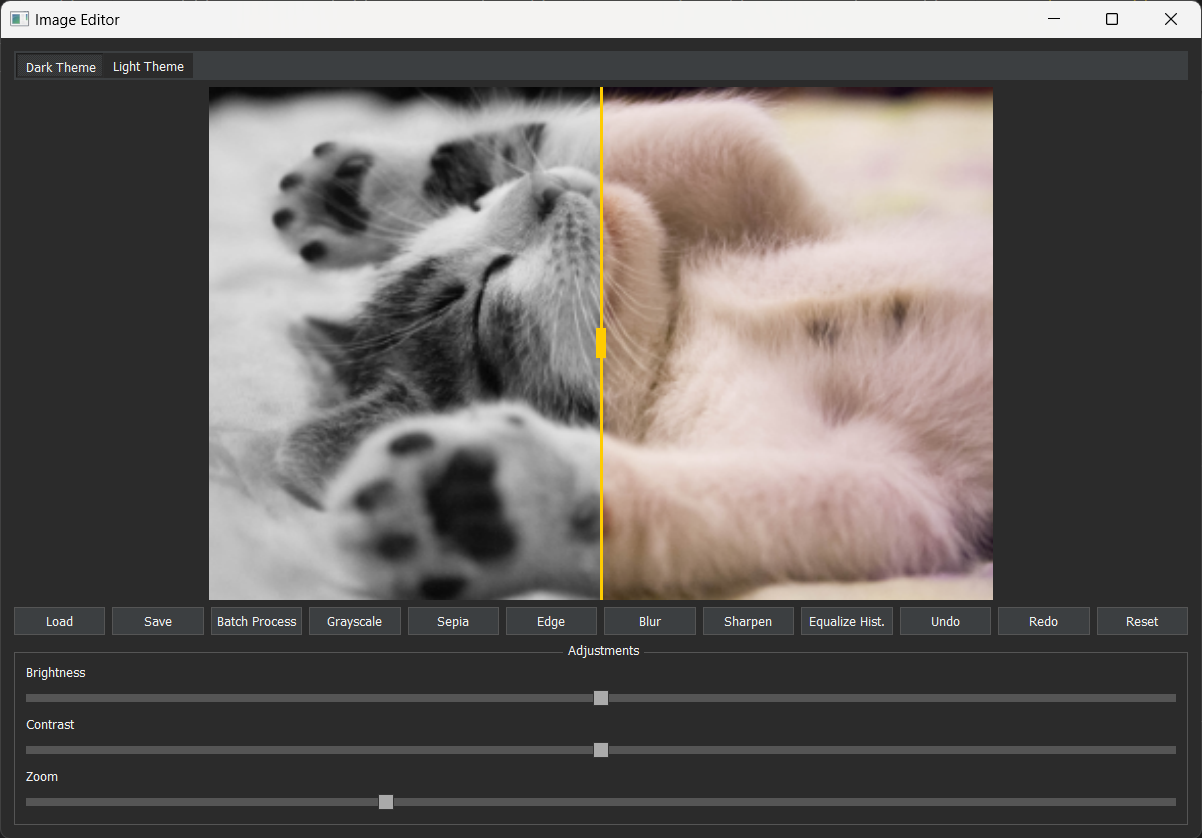 Image Editor
Dark Theme Light Theme
Load Save Batch Process Grayscale Sepia Edge Blur Sharpen Equalize Hist. Undo Redo Reset
Adjustments
Brightness
Contrast
Zoom